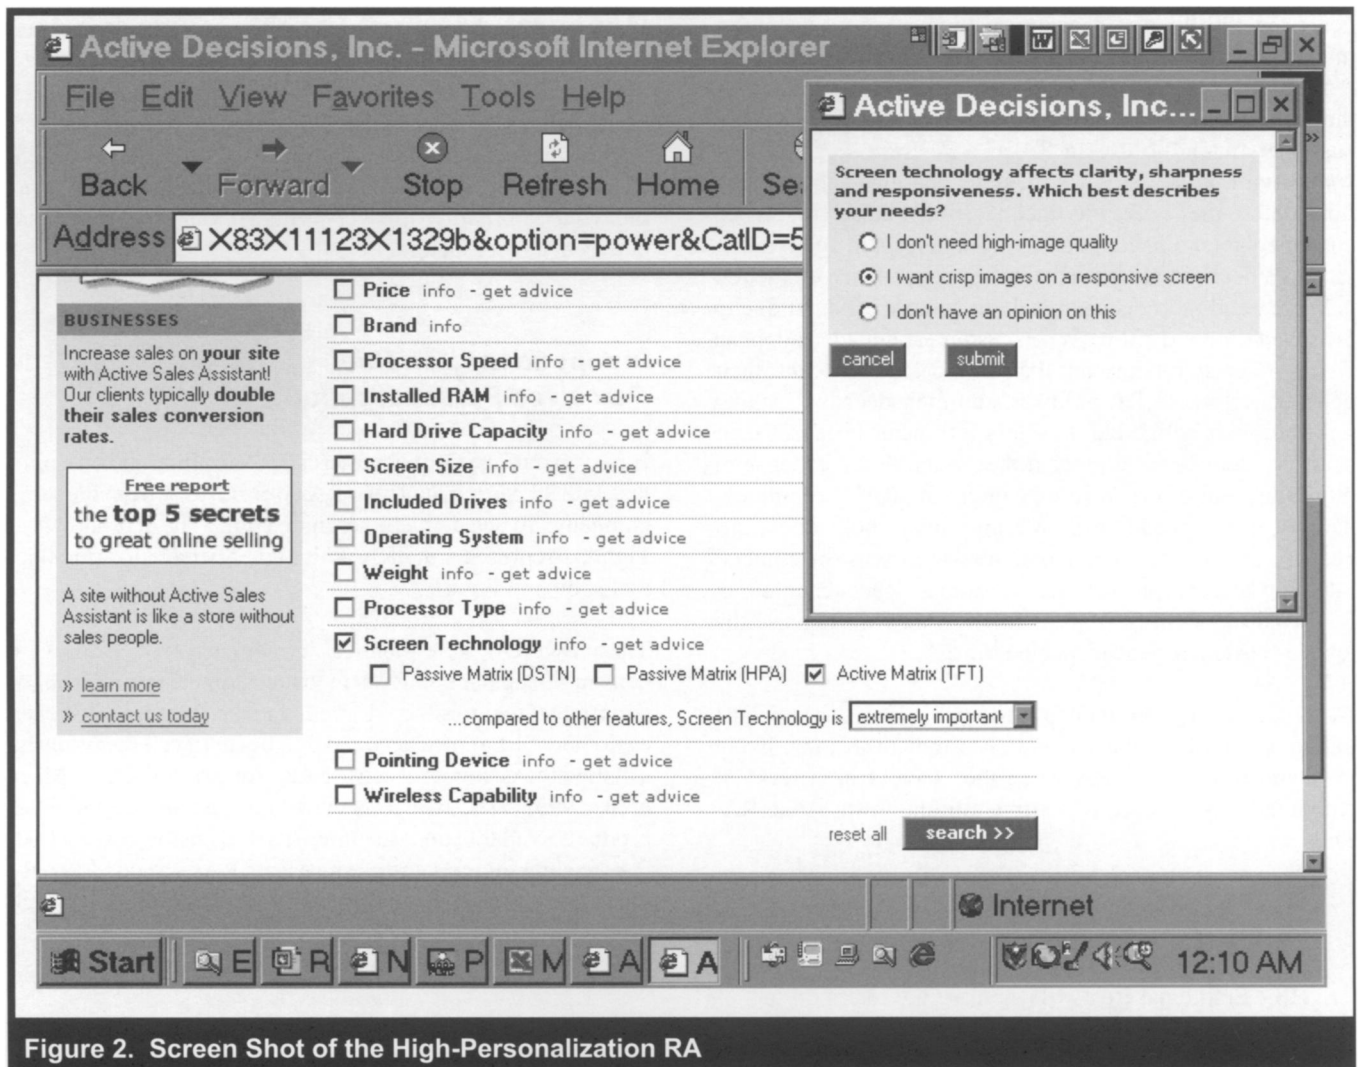 Active Decisions, Inc. - Microsoft Internet Explorer
File Edit View Favorites Tools Help
Back Forward Stop Refresh Home
Address X83X11123X1329b&option=power&CatID=5
Active Decisions, Inc...
Screen technology affects clarity, sharpness
and responsiveness. Which best describes
your needs?
I don't need high-image quality
I want crisp images on a responsive screen
I don't have an opinion on this
cancel submit
BUSINESSES
Increase sales on your site
with Active Sales Assistant!
Our clients typically double
their sales conversion
rates.
Free report
the top 5 secrets
to great online selling
A site without Active Sales
Assistant is like a store without
sales people.
» learn more
» contact us today
Price info - get advice
Brand info
Processor Speed info - get advice
Installed RAM info - get advice
Hard Drive Capacity info - get advice
Screen Size info - get advice
Included Drives info - get advice
Operating System info - get advice
Weight info - get advice
Processor Type info - get advice
Screen Technology info - get advice
Passive Matrix (DSTN) Passive Matrix (HPA) Active Matrix (TFT)
...compared to other features, Screen Technology is extremely important
Pointing Device info - get advice
Wireless Capability info - get advice
reset all search >>
Internet
Start E R N P M A A 12:10 AM
Figure 2. Screen Shot of the High-Personalization RA